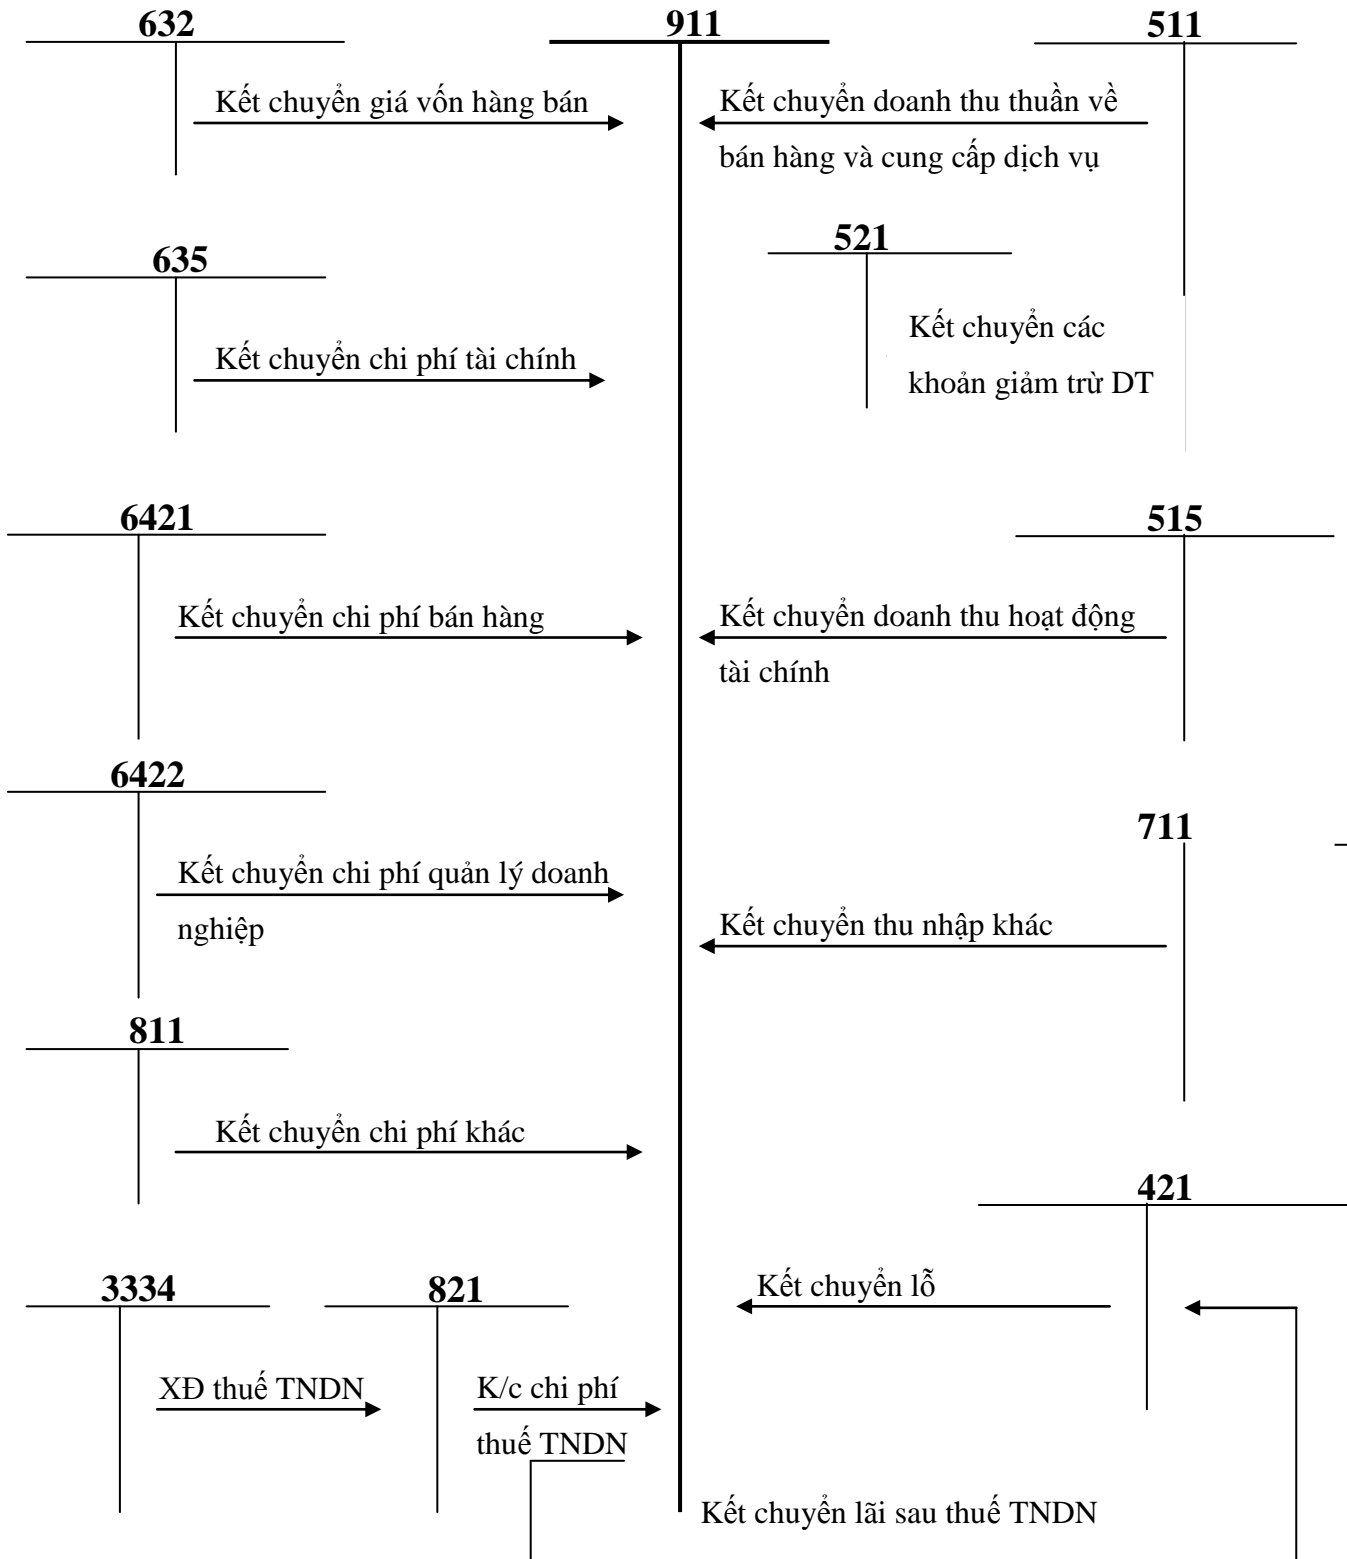 632
911
511
Kết chuyển giá vốn hàng bán
Kết chuyển doanh thu thuần về
bán hàng và cung cấp dịch vụ
635
521
Kết chuyển chi phí tài chính
Kết chuyển các
khoản giảm trừ DT
6421
515
Kết chuyển chi phí bán hàng
Kết chuyển doanh thu hoạt động
tài chính
6422
711
Kết chuyển chi phí quản lý doanh
nghiệp
Kết chuyển thu nhập khác
811
Kết chuyển chi phí khác
421
3334
821
Kết chuyển lỗ
XĐ thuế TNDN
K/c chi phí
thuế TNDN
Kết chuyển lãi sau thuế TNDN